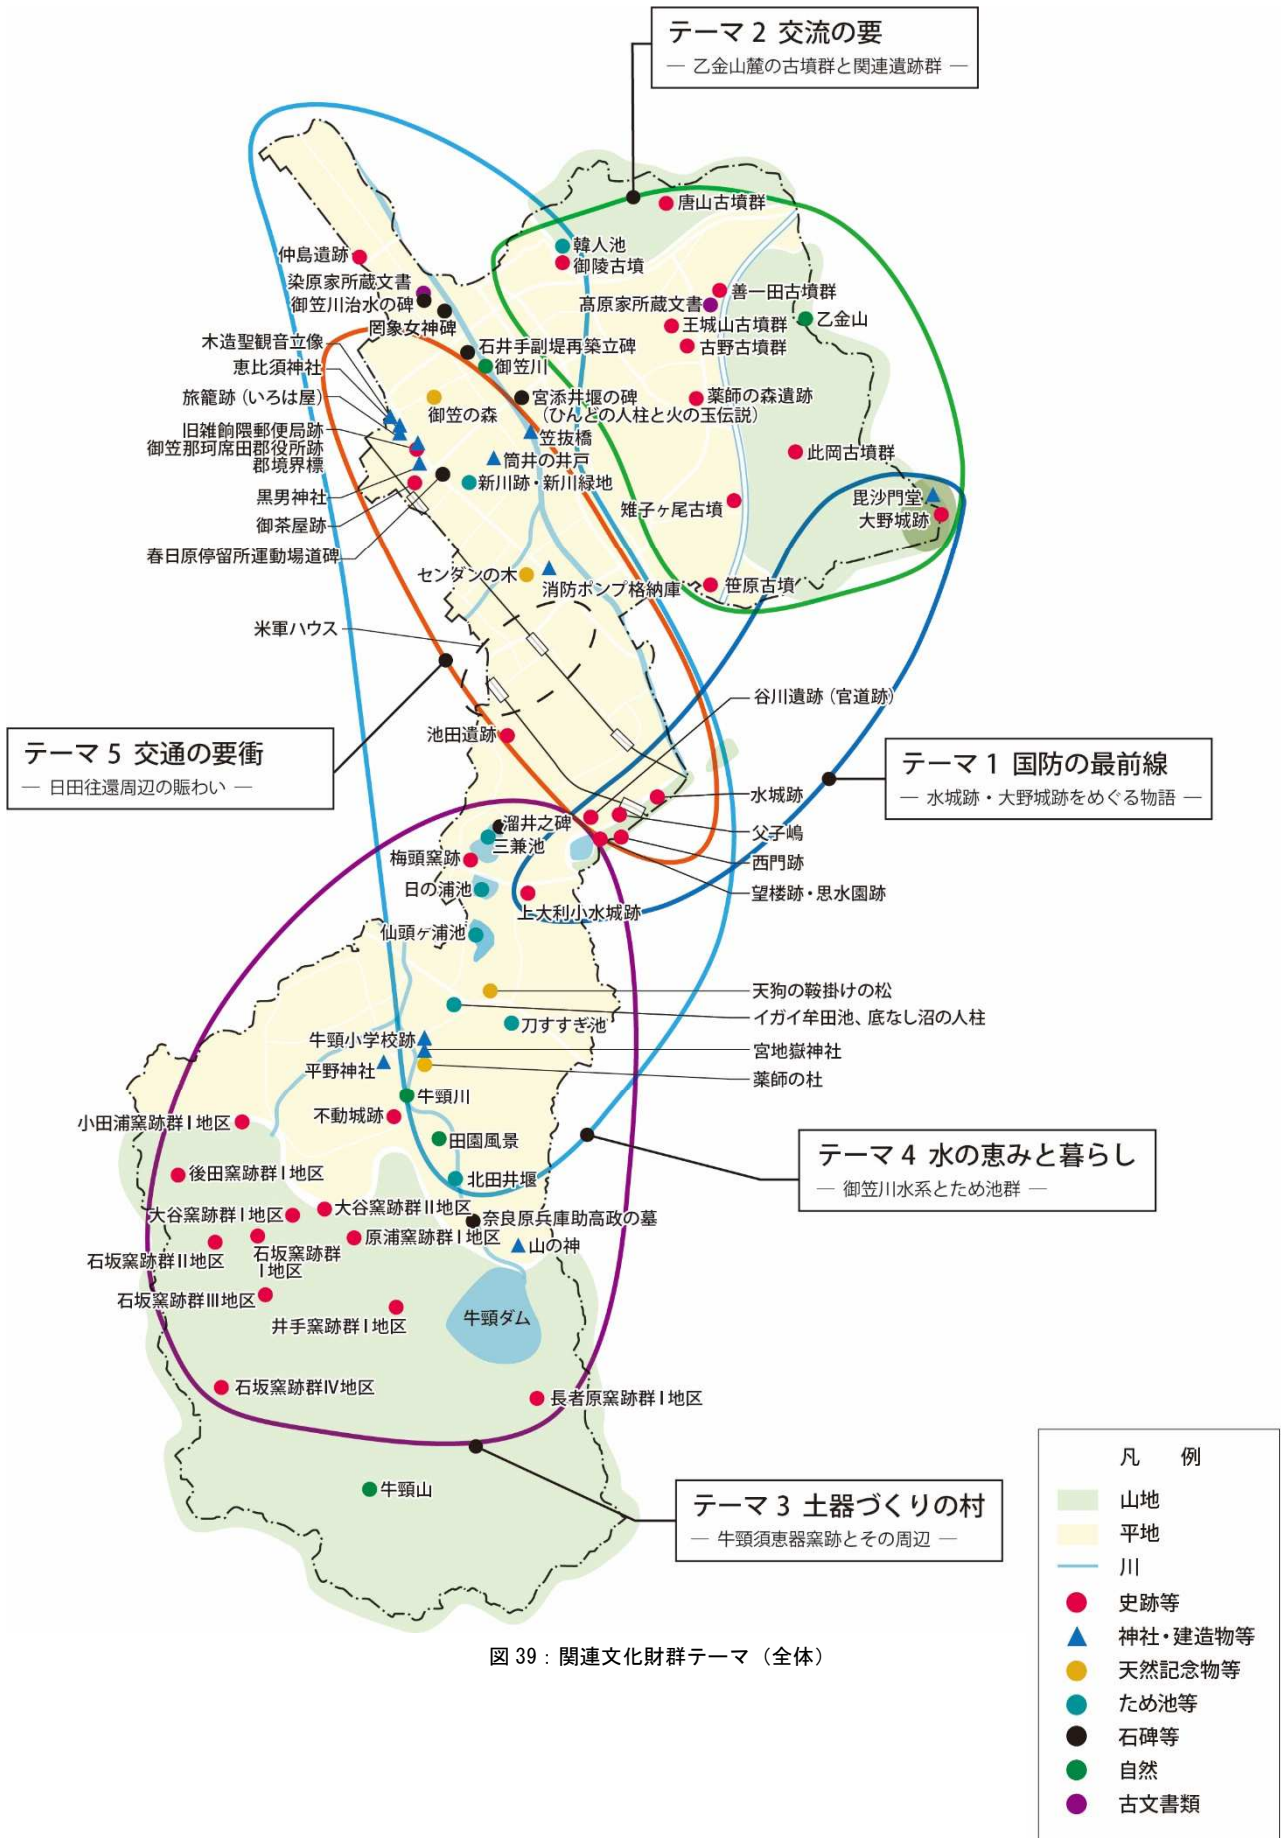 テーマ 2 交流の要
― 乙金山麓の古墳群と関連遺跡群 ―
唐山古墳群
韓人池
御陵古墳
仲島遺跡
染原家所蔵文書
御笠川治水の碑
罔象女神碑
善一田古墳群
髙原家所蔵文書
乙金山
王城山古墳群
古野古墳群
木造聖観音立像
石井手副堤再築立碑
恵比須神社
御笠川
旅籠跡（いろは屋）
御笠の森
宮添井堰の碑
（ひんどの人柱と火の玉伝説）
薬師の森遺跡
旧雑餉隈郵便局跡
笠抜橋
御笠那珂席田郡役所跡
郡境界標
筒井の井戸
此岡古墳群
黒男神社
新川跡・新川緑地
毘沙門堂
大野城跡
雉子ヶ尾古墳
御茶屋跡
春日原停留所運動場道碑
センダンの木
消防ポンプ格納庫
笹原古墳
米軍ハウス
谷川遺跡（官道跡）
池田遺跡
テーマ 5 交通の要衝
― 日田往還周辺の賑わい ―
テーマ 1 国防の最前線
― 水城跡・大野城跡をめぐる物語 ―
水城跡
溜井之碑
父子嶋
三兼池
梅頭窯跡
西門跡
日の浦池
望楼跡・思水園跡
上大利小水城跡
仙頭ヶ浦池
天狗の鞍掛けの松
イガイ牟田池、底なし沼の人柱
刀すすぎ池
牛頸小学校跡
宮地嶽神社
平野神社
薬師の杜
牛頸川
不動城跡
小田浦窯跡群Ⅰ地区
田園風景
テーマ 4 水の恵みと暮らし
― 御笠川水系とため池群 ―
後田窯跡群Ⅰ地区
北田井堰
大谷窯跡群Ⅱ地区
大谷窯跡群Ⅰ地区
奈良原兵庫助高政の墓
原浦窯跡群Ⅰ地区
山の神
石坂窯跡群Ⅱ地区
石坂窯跡群
Ⅰ地区
石坂窯跡群Ⅲ地区
牛頸ダム
井手窯跡群Ⅰ地区
石坂窯跡群Ⅳ地区
長者原窯跡群Ⅰ地区
牛頸山
テーマ 3 土器づくりの村
― 牛頸須恵器窯跡とその周辺 ―
凡　例
山地
平地
川
史跡等
神社・建造物等
天然記念物等
ため池等
石碑等
自然
古文書類
図 39：関連文化財群テーマ（全体）